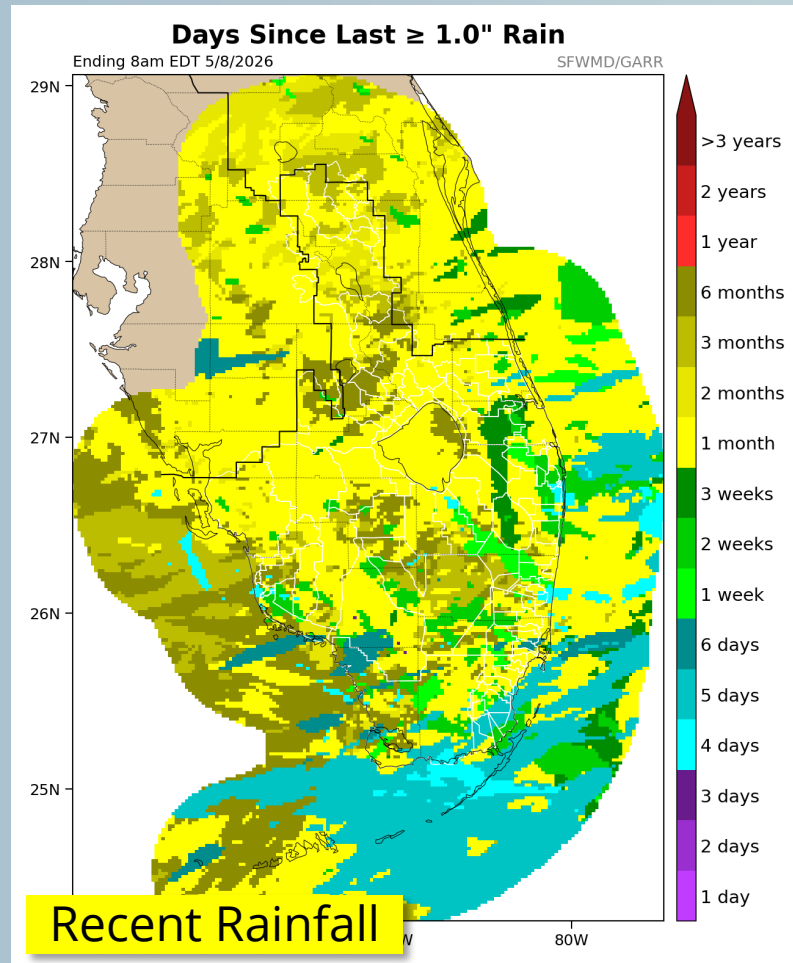 Days Since Last ≥ 1.0" Rain
Ending 8am EDT 5/8/2026
SFWMD/GARR
29N
28N
27N
26N
25N
80W
>3 years
2 years
1 year
6 months
3 months
2 months
1 month
3 weeks
2 weeks
1 week
6 days
5 days
4 days
3 days
2 days
1 day
Recent Rainfall